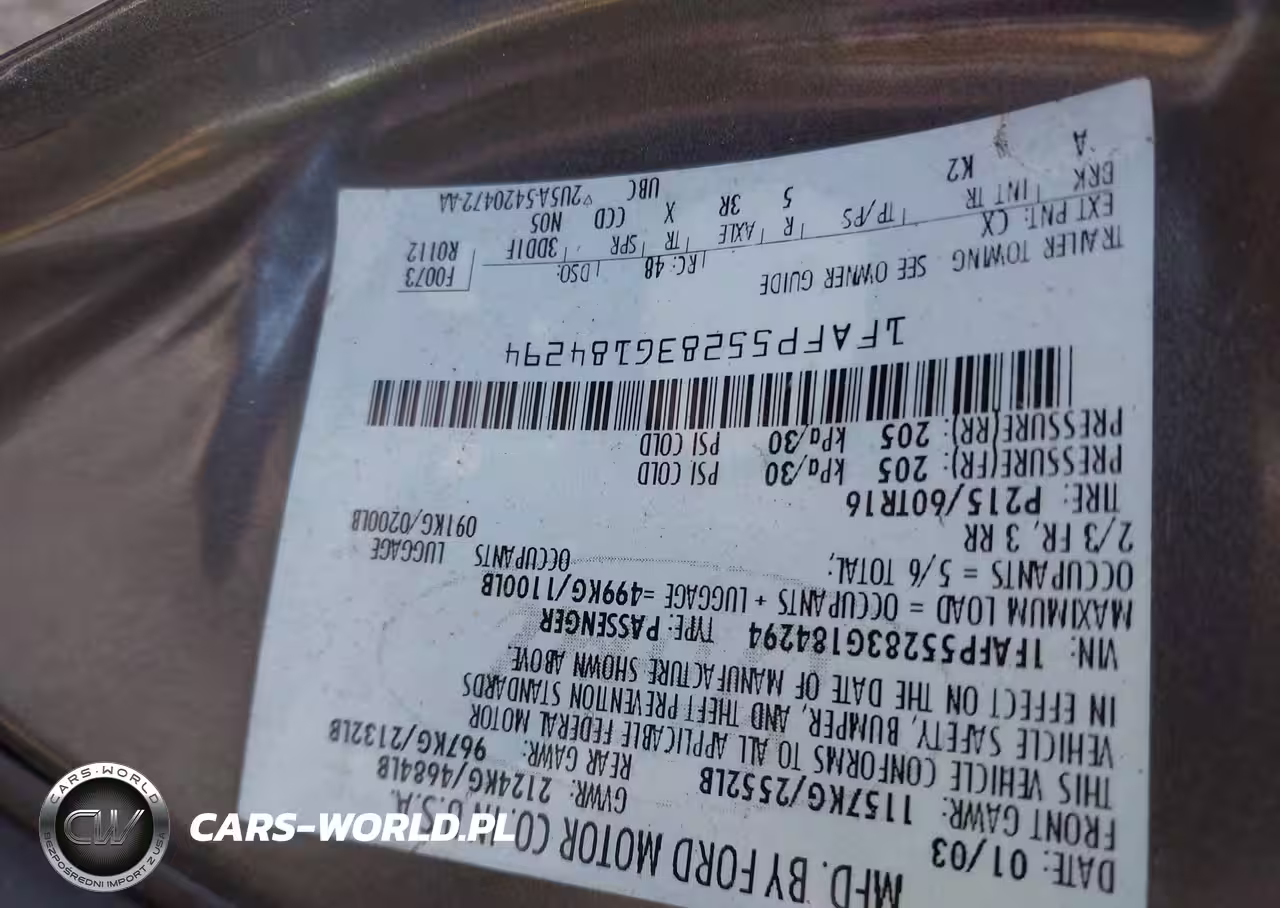 MFD. BY FORD MOTOR CO. IN U.S.A.
DATE: 01/03 GVWR: 2124KG/4684LB
FRONT GAWR: 1157KG/2552LB REAR GAWR: 967KG/2132LB
THIS VEHICLE CONFORMS TO ALL APPLICABLE FEDERAL MOTOR
VEHICLE SAFETY, BUMPER, AND THEFT PREVENTION STANDARDS
IN EFFECT ON THE DATE OF MANUFACTURE SHOWN ABOVE.
VIN: 1FAFP55283G184294 TYPE: PASSENGER
MAXIMUM LOAD = OCCUPANTS + LUGGAGE =499KG/1100LB
OCCUPANTS = 5/6 TOTAL; OCCUPANTS LUGGAGE
2/3 FR, 3 RR 091KG/0200LB
TIRE: P215/60TR16
PRESSURE(FR): 205 kPa/30 PSI COLD
PRESSURE(RR): 205 kPa/30 PSI COLD
1FAFP55283G184294
TRAILER TOWING SEE OWNER GUIDE F0073
EXT PNT: CX RC: 48 DSO: R0112
BRK INT TR TP/PS R AXLE TR SPR 3DD1F
A K2 5 3R X CCD N05
UBC ▽2U5A-5420472-AA
CARS-WORLD
CW
BEZPOŚREDNI IMPORT Z USA
CARS-WORLD.PL